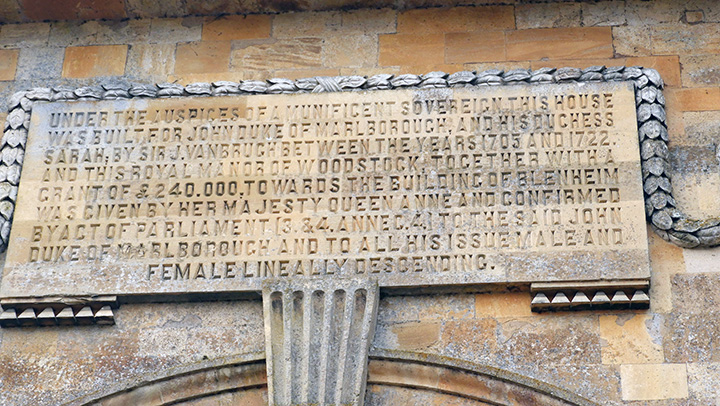 UNDER THE AUSPICES OF A MUNIFICENT SOVEREIGN THIS HOUSE
WAS BUILT FOR JOHN DUKE OF MARLBOROUGH, AND HIS DUCHESS
SARAH; BY SIR J. VANBRUGH BETWEEN THE YEARS 1705 AND 1722.
AND THIS ROYAL MANOR OF WOODSTOCK, TOGETHER WITH A
GRANT OF £240.000, TOWARDS THE BUILDING OF BLENHEIM
WAS GIVEN BY HER MAJESTY QUEEN ANNE AND CONFIRMED
BY ACT OF PARLIAMENT (3. & 4. ANNE C. 4.) TO THE SAID JOHN
DUKE OF MARLBOROUGH AND TO ALL HIS ISSUE MALE AND
FEMALE LINEALLY DESCENDING.